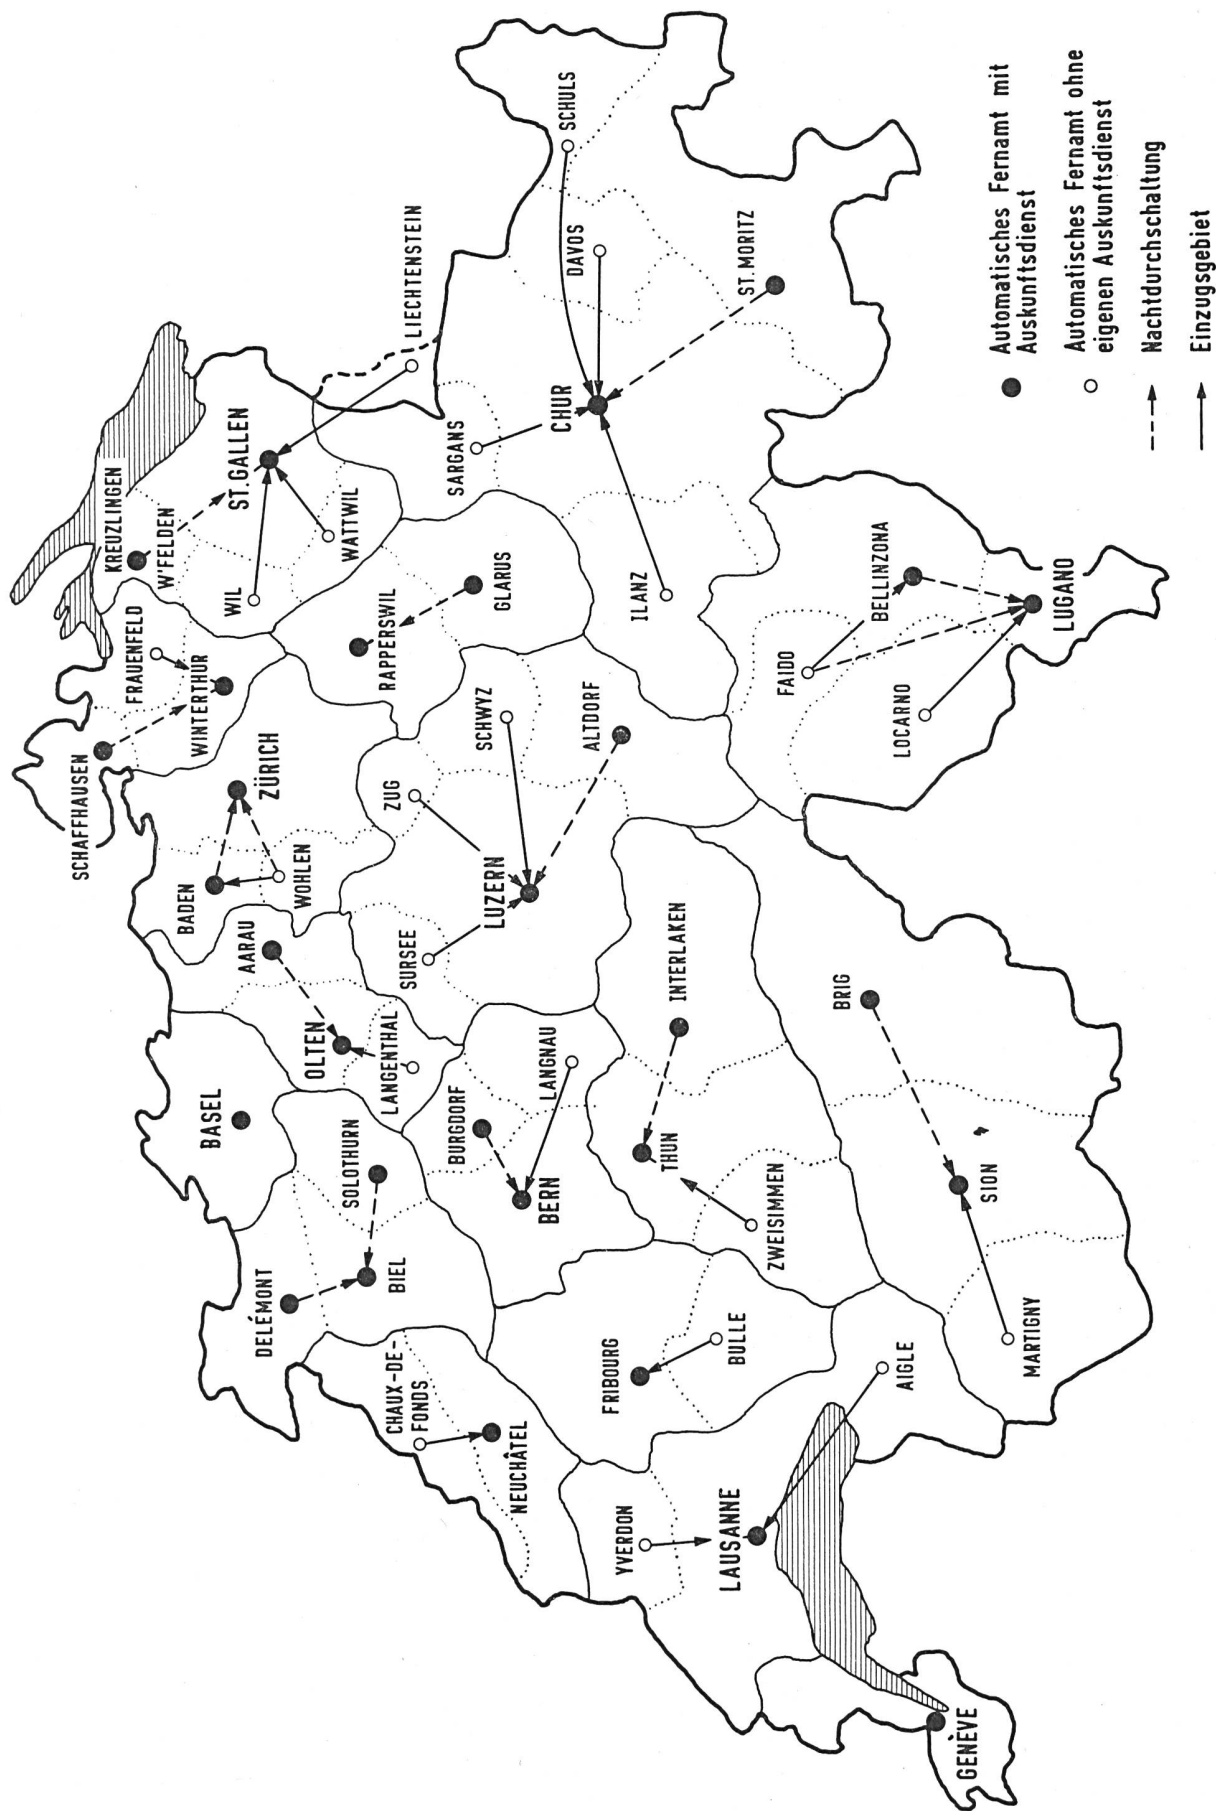 SCHAFFHAUSEN
FRAUENFELD
KREUZLINGEN
W'FELDEN
WINTERTHUR
WIL
ST.GALLEN
WATTWIL
LIECHTENSTEIN
BADEN
WOHLEN
ZÜRICH
RAPPERSWIL
GLARUS
SARGANS
BASEL
AARAU
OLTEN
LANGENTHAL
SURSEE
ZUG
SCHWYZ
LUZERN
ALTDORF
ILANZ
CHUR
DAVOS
SCHULS
ST.MORITZ
DELÉMONT
SOLOTHURN
BIEL
BURGDORF
LANGNAU
BERN
CHAUX-DE-
FONDS
NEUCHÂTEL
FRIBOURG
BULLE
THUN
INTERLAKEN
ZWEISIMMEN
YVERDON
LAUSANNE
AIGLE
GENÈVE
MARTIGNY
SION
BRIG
FAIDO
BELLINZONA
LOCARNO
LUGANO
Automatisches Fernamt mit
Auskunftsdienst
Automatisches Fernamt ohne
eigenen Auskunftsdienst
Nachtdurchschaltung
Einzugsgebiet